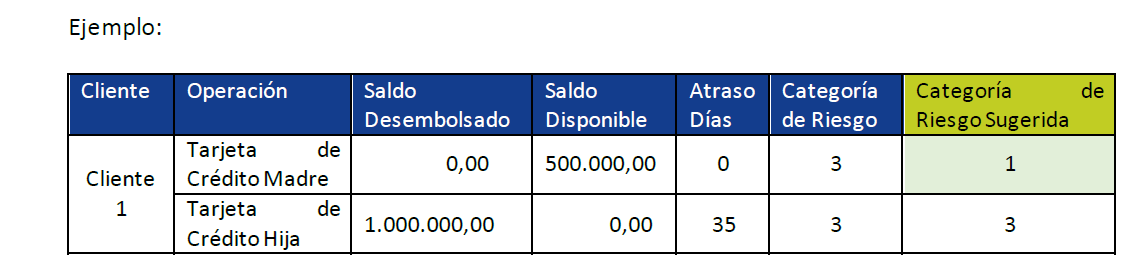 Ejemplo:
Cliente Operación Saldo Desembolsado Saldo Disponible Atraso Días Categoría de Riesgo Categoría de Riesgo Sugerida
Cliente 1 Tarjeta de Crédito Madre 0,00 500.000,00 0 3 1
Tarjeta de Crédito Hija 1.000.000,00 0,00 35 3 3